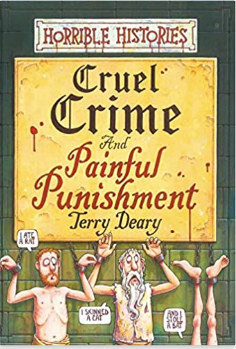 HORRIBLE HISTORIES
Cruel
Crime
And
Painful
Punishment
Terry Deary
I ATE
A RAT
I SKINNED
A CAT
AND I
STOLE
A BAT